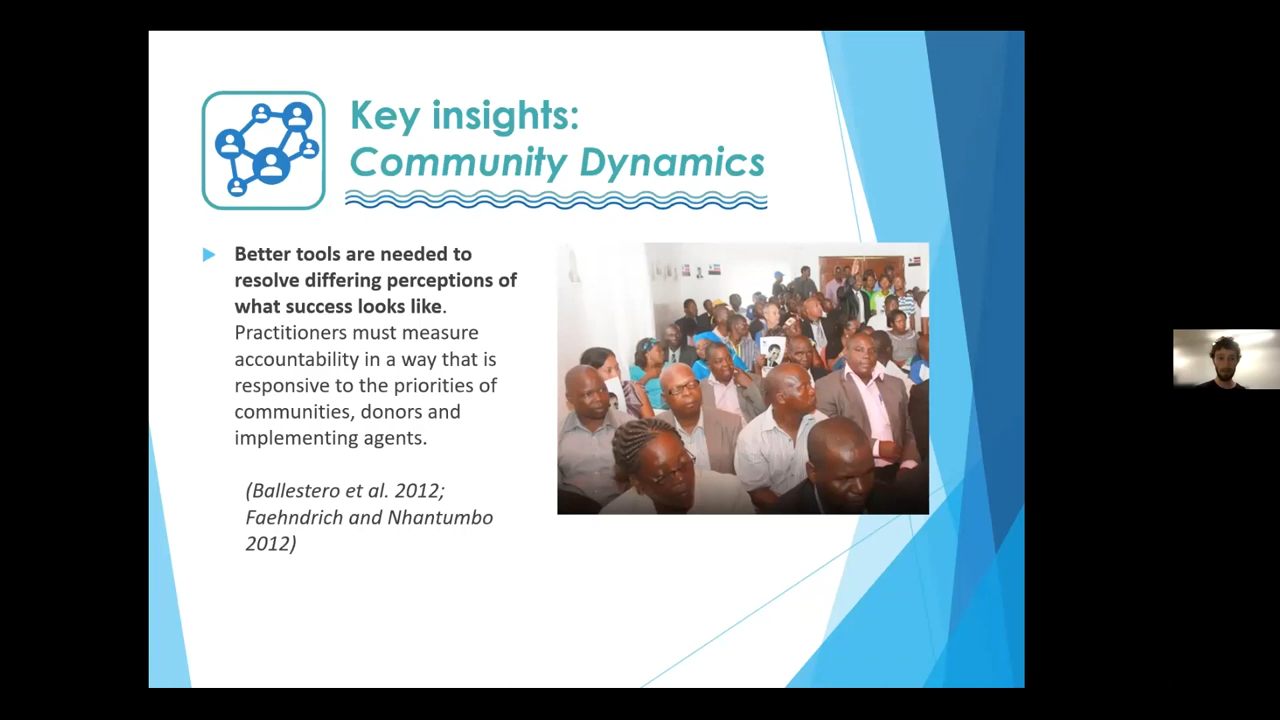 Key insights:
Community Dynamics
Better tools are needed to
resolve differing perceptions of
what success looks like.
Practitioners must measure
accountability in a way that is
responsive to the priorities of
communities, donors and
implementing agents.
(Ballestero et al. 2012;
Faehndrich and Nhantumbo
2012)